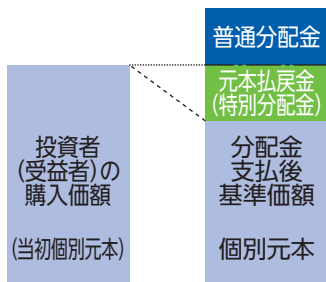 普通分配金
元本払戻金
(特別分配金)
投資者
(受益者)の
購入価額
(当初個別元本)
分配金
支払後
基準価額
個別元本